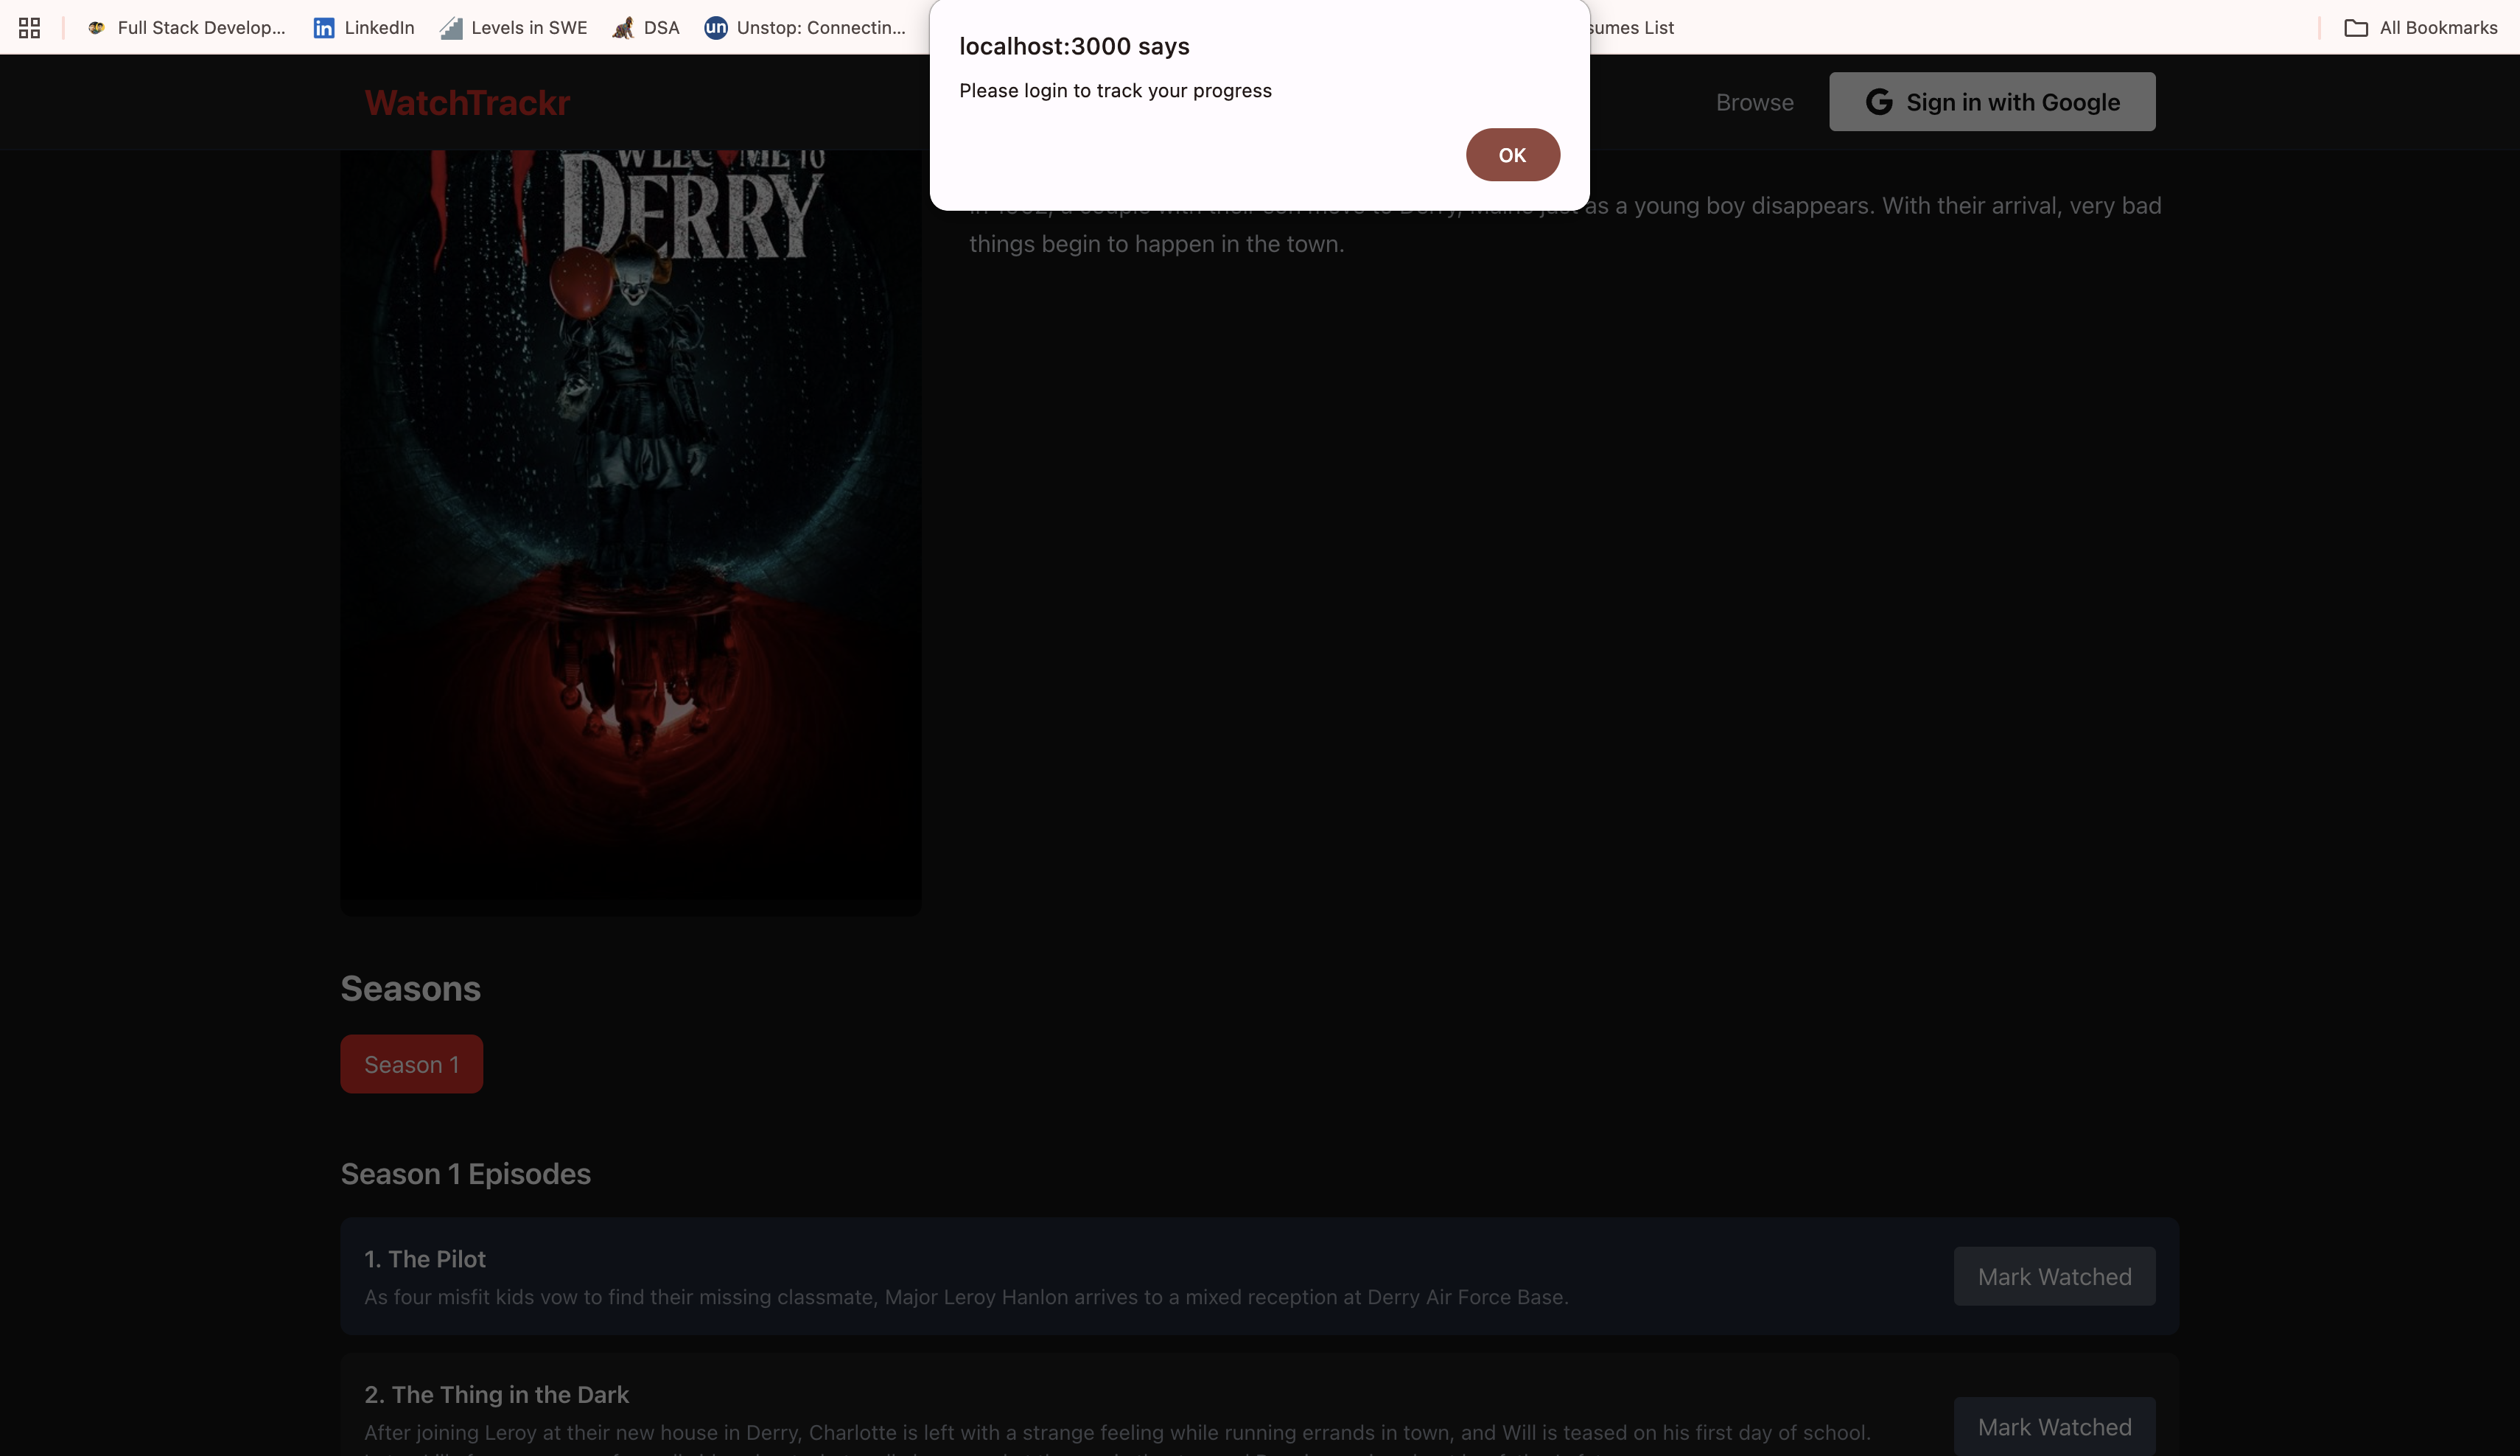 Full Stack Develop...
LinkedIn
Levels in SWE
DSA
un
Unstop: Connectin...
sumes List
All Bookmarks
localhost:3000 says
Please login to track your progress
OK
WatchTrackr
Browse
Sign in with Google
WELCOME TO
DERRY
as a young boy disappears. With their arrival, very bad
things begin to happen in the town.
Seasons
Season 1
Season 1 Episodes
1. The Pilot
As four misfit kids vow to find their missing classmate, Major Leroy Hanlon arrives to a mixed reception at Derry Air Force Base.
Mark Watched
2. The Thing in the Dark
After joining Leroy at their new house in Derry, Charlotte is left with a strange feeling while running errands in town, and Will is teased on his first day of school.
Mark Watched